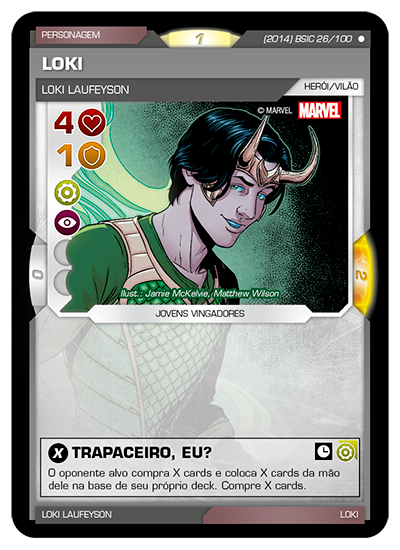 PERSONAGEM
1
(2014) BSIC 26/100
LOKI
LOKI LAUFEYSON
HERÓI/VILÃO
© MARVEL MARVEL
4
1
0
2
Ilust.: Jamie McKelvie, Matthew Wilson
JOVENS VINGADORES
X TRAPACEIRO, EU?
O oponente alvo compra X cards e coloca X cards da mão
dele na base de seu próprio deck. Compre X cards.
LOKI LAUFEYSON
LOKI